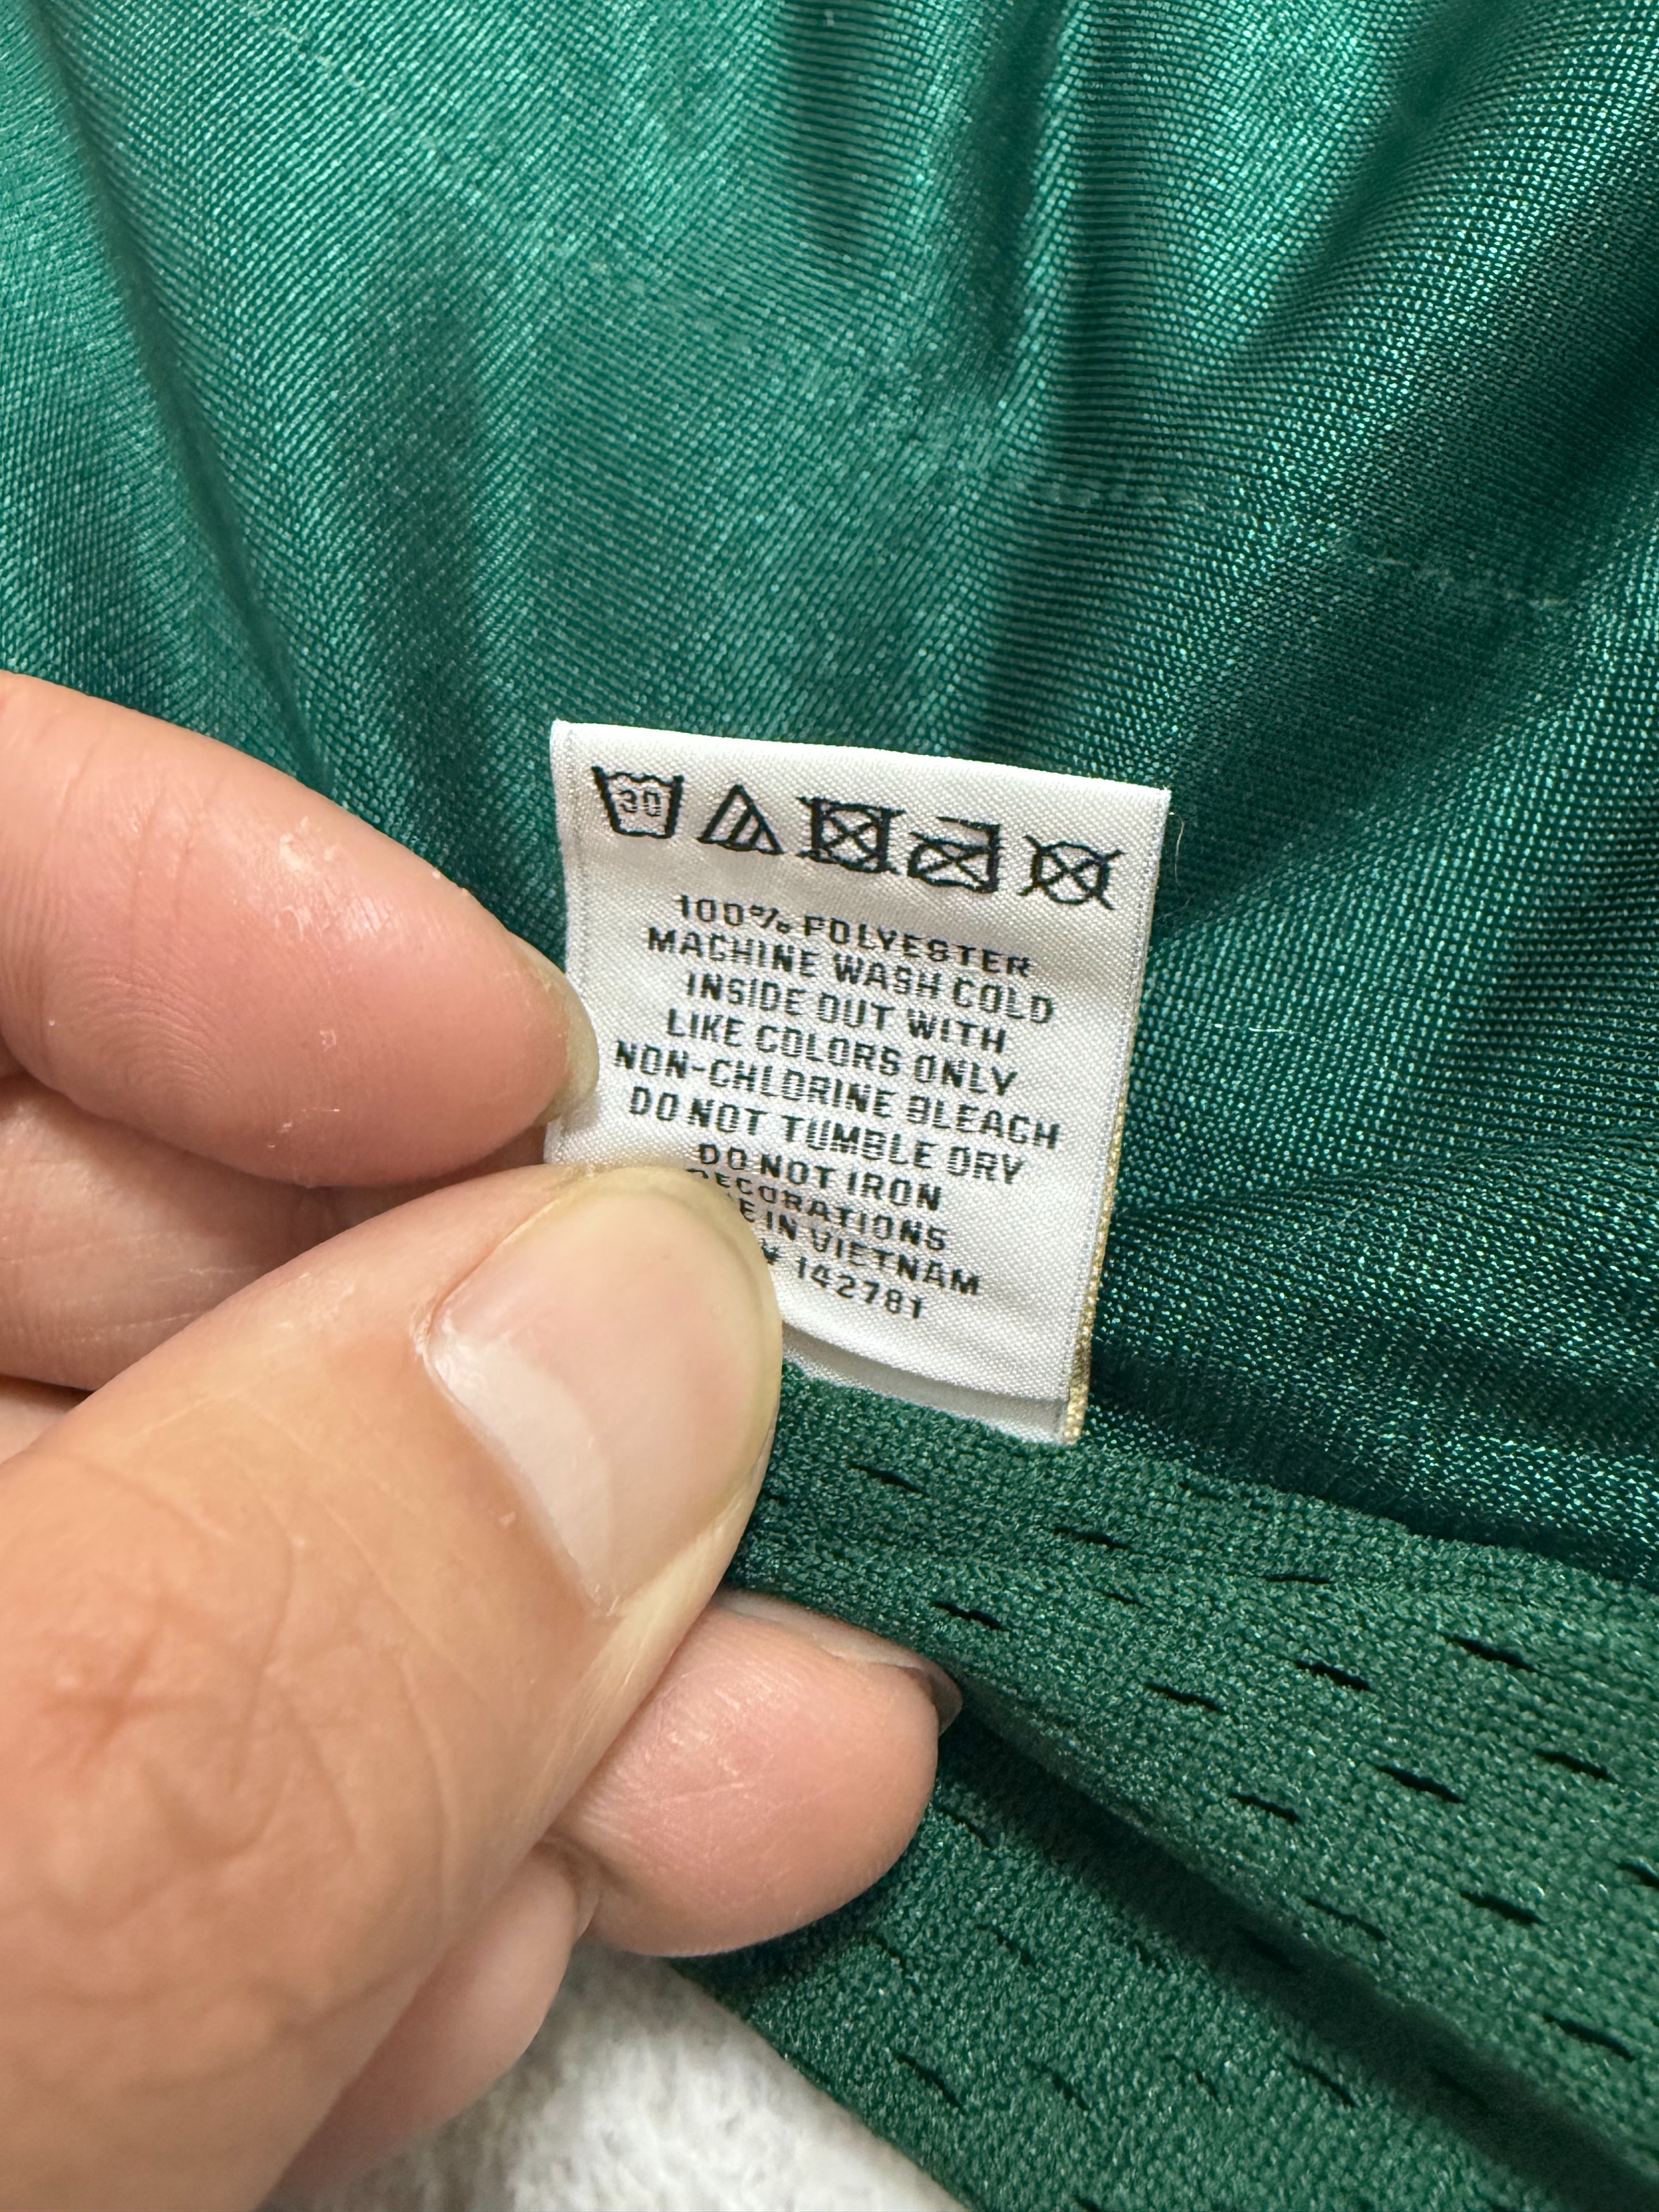 30
100% POLYESTER
MACHINE WASH COLD
INSIDE OUT WITH
LIKE COLORS ONLY
NON-CHLORINE BLEACH
DO NOT TUMBLE DRY
DO NOT IRON
DECORATIONS
IN VIETNAM
142781